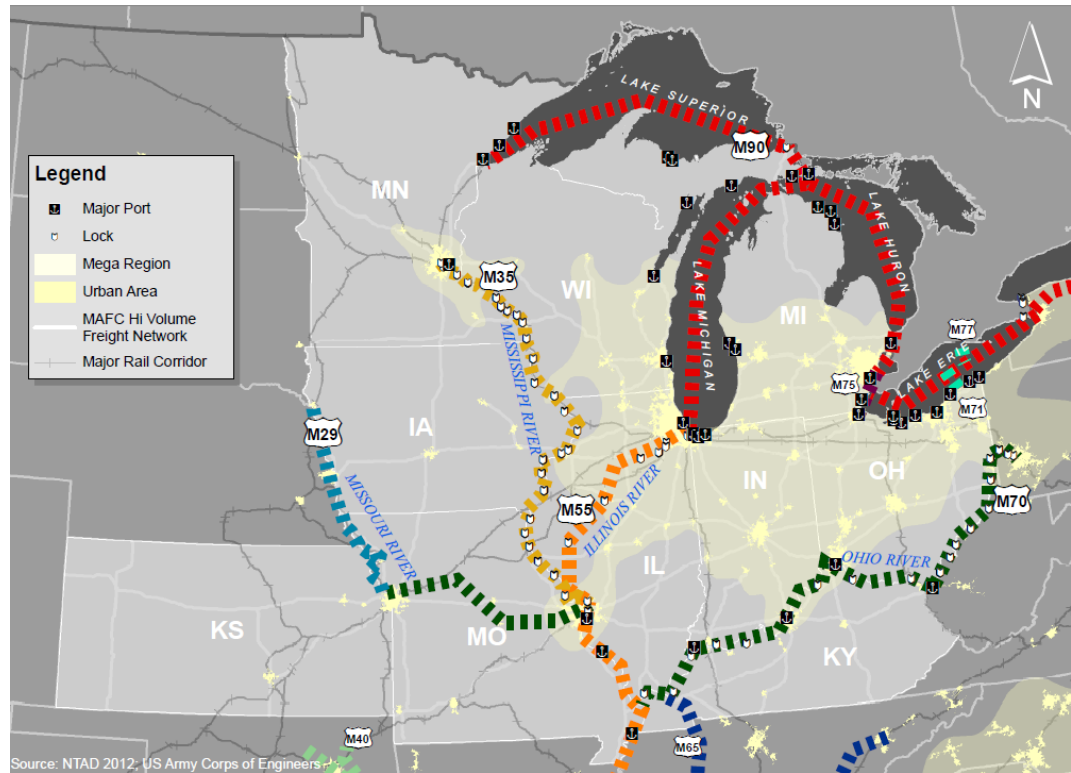 LAKE SUPERIOR
N
M90
Legend
Major Port
Lock
Mega Region
Urban Area
MAFC Hi Volume
Freight Network
Major Rail Corridor
MN
M35
WI
LAKE MICHIGAN
LAKE HURON
MI
M77
LAKE ERIE
M75
M71
MISSISSIPPI RIVER
M29
IA
MISSOURI RIVER
M55
ILLINOIS RIVER
IN
OH
M70
OHIO RIVER
IL
KS
MO
KY
M40
M65
Source: NTAD 2012; US Army Corps of Engineers